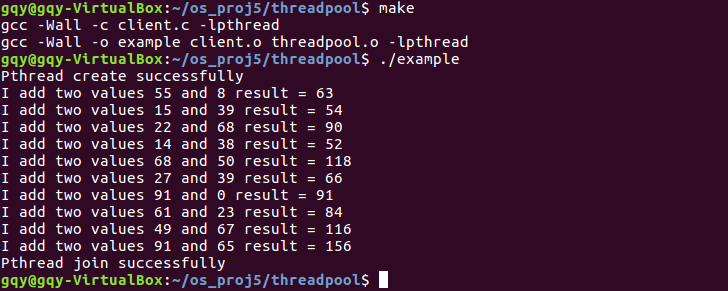 gqy@gqy-VirtualBox:~/os_proj5/threadpool$ make
gcc -Wall -c client.c -lpthread
gcc -Wall -o example client.o threadpool.o -lpthread
gqy@gqy-VirtualBox:~/os_proj5/threadpool$ ./example
Pthread create successfully
I add two values 55 and 8 result = 63
I add two values 15 and 39 result = 54
I add two values 22 and 68 result = 90
I add two values 14 and 38 result = 52
I add two values 68 and 50 result = 118
I add two values 27 and 39 result = 66
I add two values 91 and 0 result = 91
I add two values 61 and 23 result = 84
I add two values 49 and 67 result = 116
I add two values 91 and 65 result = 156
Pthread join successfully
gqy@gqy-VirtualBox:~/os_proj5/threadpool$